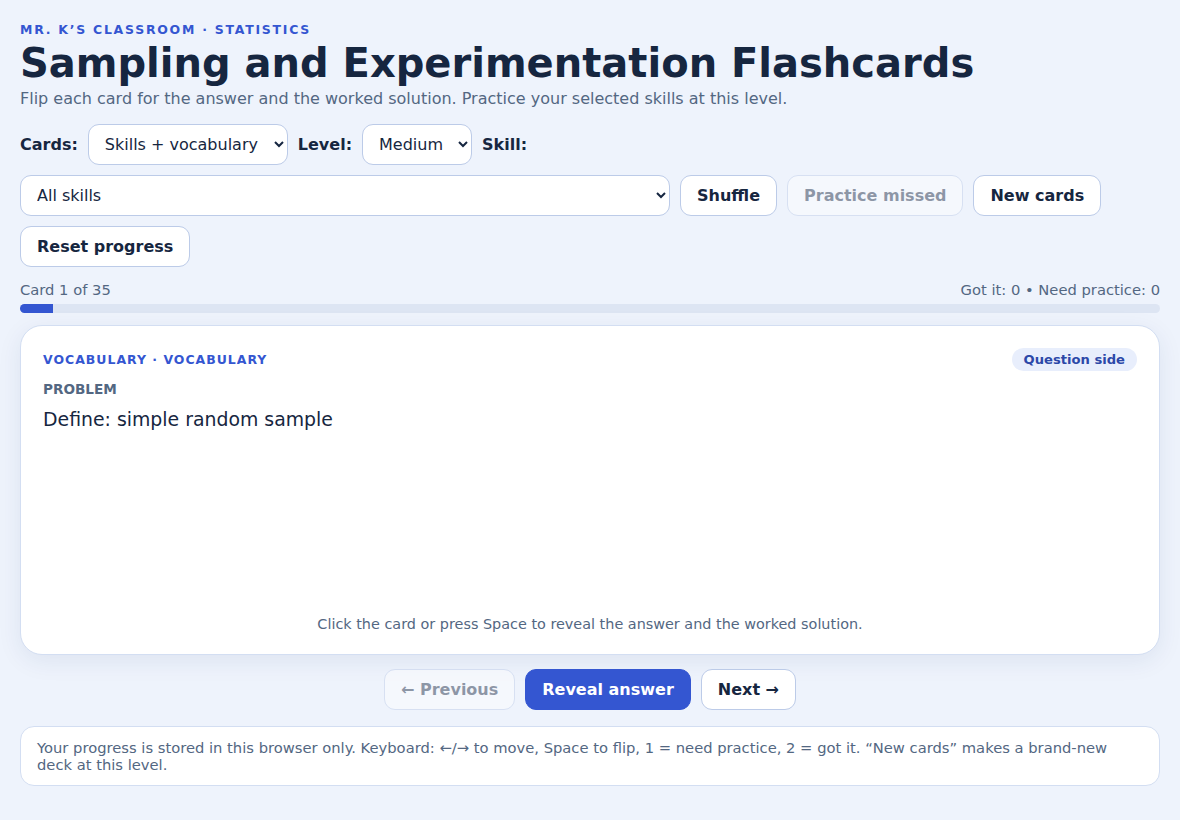 MR. K’S CLASSROOM · STATISTICS
Sampling and Experimentation Flashcards
Flip each card for the answer and the worked solution. Practice your selected skills at this level.
Cards: Skills + vocabulary Level: Medium Skill:
All skills Shuffle Practice missed New cards
Reset progress
Card 1 of 35 Got it: 0 • Need practice: 0
VOCABULARY · VOCABULARY Question side
PROBLEM
Define: simple random sample
Click the card or press Space to reveal the answer and the worked solution.
← Previous Reveal answer Next →
Your progress is stored in this browser only. Keyboard: ←/→ to move, Space to flip, 1 = need practice, 2 = got it. “New cards” makes a brand-new
deck at this level.